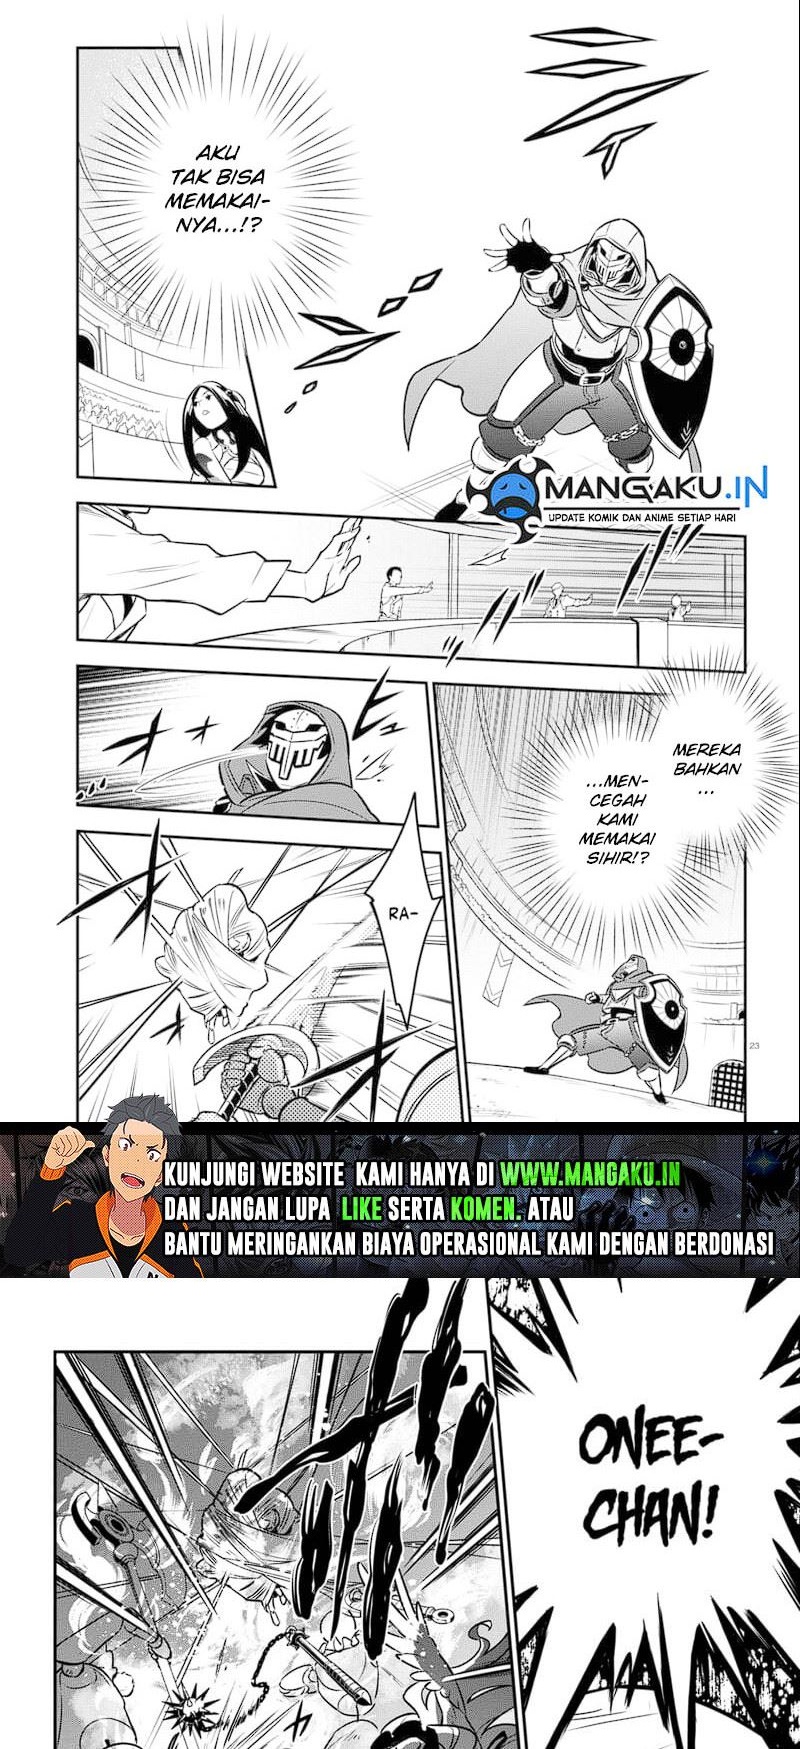 AKU
TAK BISA
MEMAKAI-
NYA...!?
MANGAKU.IN
UPDATE KOMIK DAN ANIME SETIAP HARI
MEREKA
BAHKAN
...
...MEN-
CEGAH
KAMI
MEMAKAI
SIHIR!?
RA-
23
KUNJUNGI WEBSITE KAMI HANYA DI WWW.MANGAKU.IN
DAN JANGAN LUPA LIKE SERTA KOMEN. ATAU
BANTU MERINGANKAN BIAYA OPERASIONAL KAMI DENGAN BERDONASI
ONEE-
CHAN!